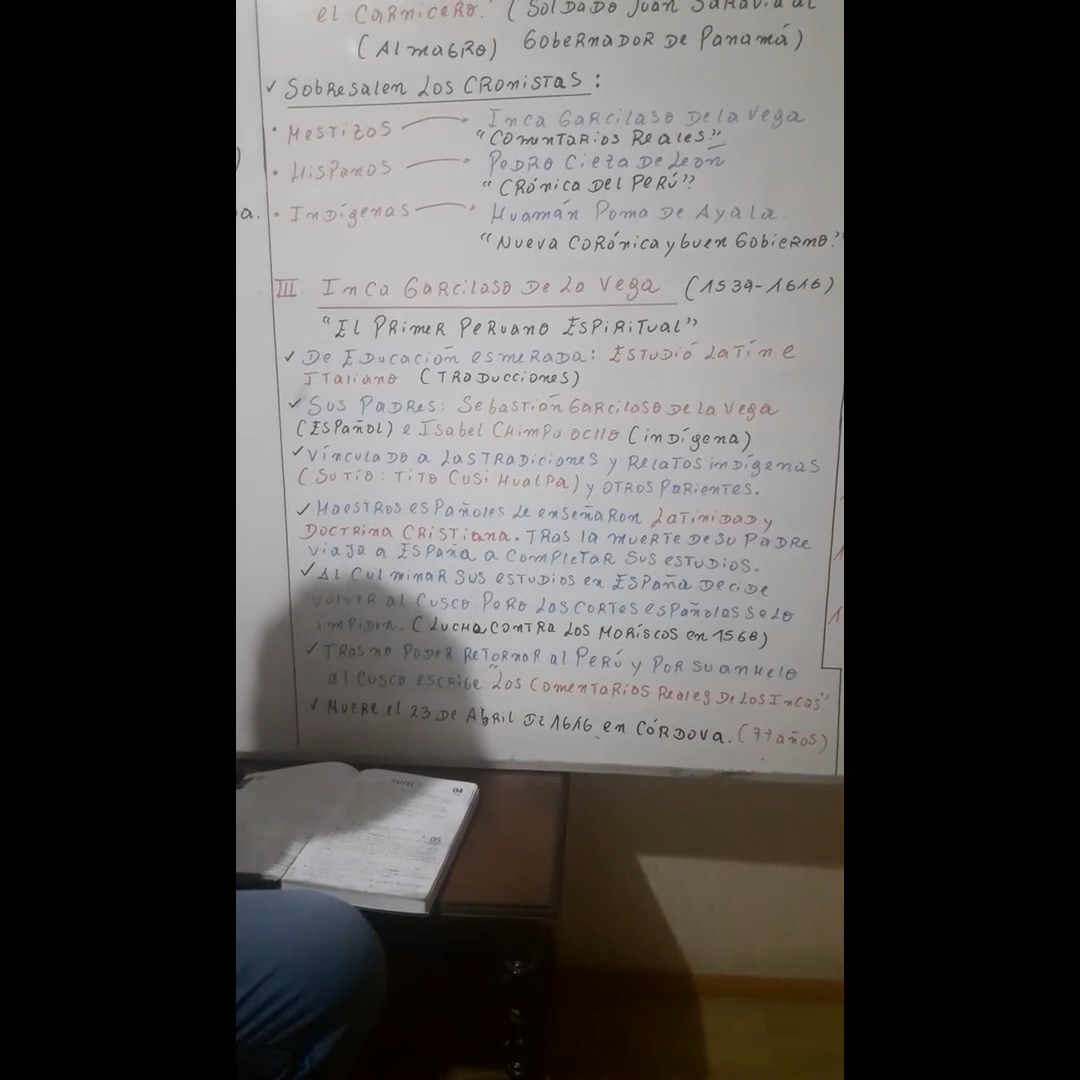 el Carnicero." (Soldado Juan Saravia al
(Almagro) Gobernador de Panamá)
✓ Sobresalen los cronistas:
• Mestizos Inca Garcilaso de la Vega
"Comentarios Reales."
• Hispanos Pedro Cieza de León
"Crónica del Perú"
a. • Indígenas Huamán Poma de Ayala.
"Nueva Corónica y buen Gobierno."
III. Inca Garcilaso de la Vega (1539-1616)
"El primer peruano espiritual"
✓ De Educación esmerada: Estudió latín e
Italiano (Traducciones)
✓ Sus padres: Sebastián Garcilaso de la Vega
(Español) e Isabel Chimpu Ocllo (indígena)
✓ Vínculado a las tradiciones y relatos indígenas
(Su tío: Tito Cusi Hualpa) y otros parientes.
✓ Maestros españoles le enseñaron latinidad y
doctrina cristiana. Tras la muerte de su padre
viaja a España a completar sus estudios.
✓ Al culminar sus estudios en España decide
volver al Cusco pero las cortes españolas se lo
impiden. (Lucha contra los moriscos en 1568)
✓ Tras no poder retornar al Perú y por su anhelo
al Cusco escribe "Los Comentarios Reales de los Incas"
✓ Muere el 23 de Abril de 1616 en Córdova. (77 años)
04
05